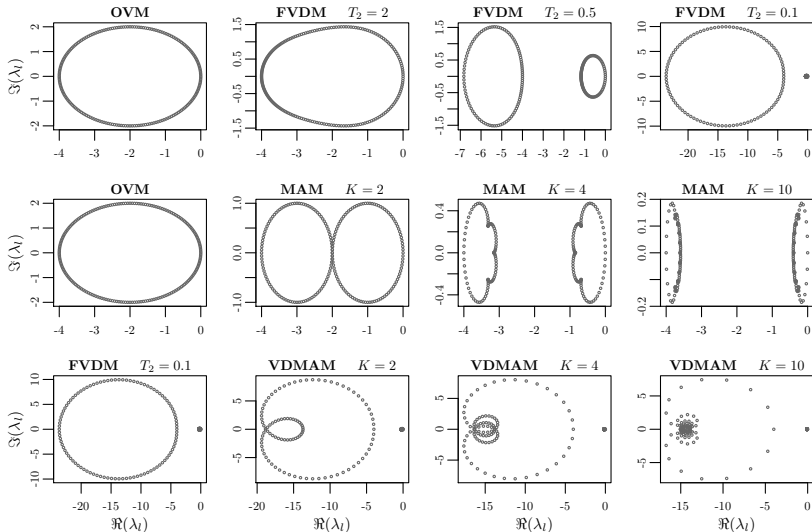 OVM
FVDM T₂ = 2
FVDM T₂ = 0.5
FVDM T₂ = 0.1
ℑ(λₗ)
-2 -1 0 1 2
-4 -3 -2 -1 0
-1.5 -0.5 0.5 1.5
-4 -3 -2 -1 0
-1.5 -0.5 0.5 1.5
-7 -6 -5 -4 -3 -2 -1 0
-10 -5 0 5 10
-20 -15 -10 -5 0
OVM
MAM K = 2
MAM K = 4
MAM K = 10
ℑ(λₗ)
-2 -1 0 1 2
-4 -3 -2 -1 0
-1.0 0.0 1.0
-4 -3 -2 -1 0
-0.4 0.0 0.4
-4 -3 -2 -1 0
-0.2 0.0 0.2
-4 -3 -2 -1 0
FVDM T₂ = 0.1
VDMAM K = 2
VDMAM K = 4
VDMAM K = 10
ℑ(λₗ)
-10 -5 0 5 10
-20 -15 -10 -5 0
-5 0 5
-20 -15 -10 -5 0
-5 0 5
-15 -10 -5 0
-5 0 5
-15 -10 -5 0
ℜ(λₗ)
ℜ(λₗ)
ℜ(λₗ)
ℜ(λₗ)